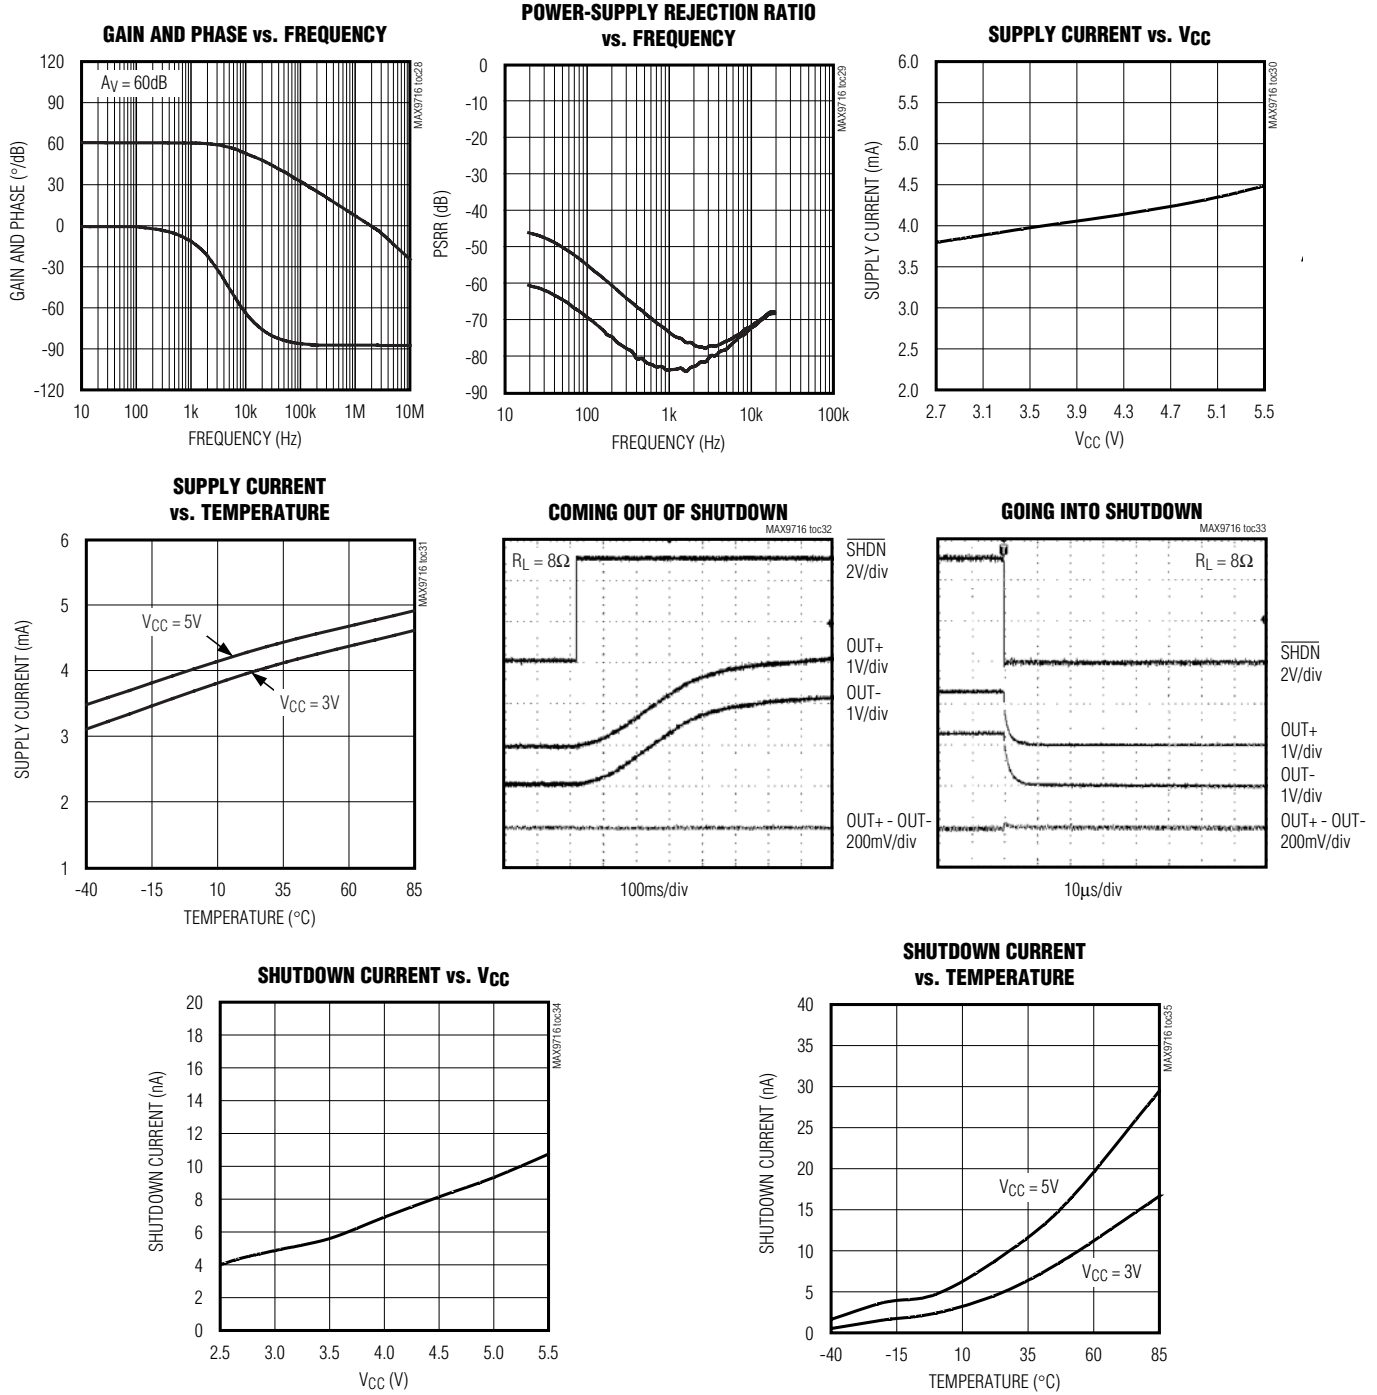 GAIN AND PHASE vs. FREQUENCY
120
90
60
30
0
-30
-60
-90
-120
GAIN AND PHASE (°/dB)
AV = 60dB
MAX9716 toc28
10 100 1k 10k 100k 1M 10M
FREQUENCY (Hz)
POWER-SUPPLY REJECTION RATIO
vs. FREQUENCY
0
-10
-20
-30
-40
-50
-60
-70
-80
-90
PSRR (dB)
MAX9716 toc29
10 100 1k 10k 100k
FREQUENCY (Hz)
SUPPLY CURRENT vs. VCC
6.0
5.5
5.0
4.5
4.0
3.5
3.0
2.5
2.0
SUPPLY CURRENT (mA)
MAX9716 toc30
2.7 3.1 3.5 3.9 4.3 4.7 5.1 5.5
VCC (V)
SUPPLY CURRENT
vs. TEMPERATURE
6
5
4
3
2
1
SUPPLY CURRENT (mA)
MAX9716 toc31
VCC = 5V
VCC = 3V
-40 -15 10 35 60 85
TEMPERATURE (°C)
COMING OUT OF SHUTDOWN
MAX9716 toc32
RL = 8Ω
SHDN
2V/div
OUT+
1V/div
OUT-
1V/div
OUT+ - OUT-
200mV/div
100ms/div
GOING INTO SHUTDOWN
MAX9716 toc33
RL = 8Ω
SHDN
2V/div
OUT+
1V/div
OUT-
1V/div
OUT+ - OUT-
200mV/div
10μs/div
SHUTDOWN CURRENT vs. VCC
20
18
16
14
12
10
8
6
4
2
0
SHUTDOWN CURRENT (nA)
MAX9716 toc34
2.5 3.0 3.5 4.0 4.5 5.0 5.5
VCC (V)
SHUTDOWN CURRENT
vs. TEMPERATURE
40
35
30
25
20
15
10
5
0
SHUTDOWN CURRENT (nA)
MAX9716 toc35
VCC = 5V
VCC = 3V
-40 -15 10 35 60 85
TEMPERATURE (°C)